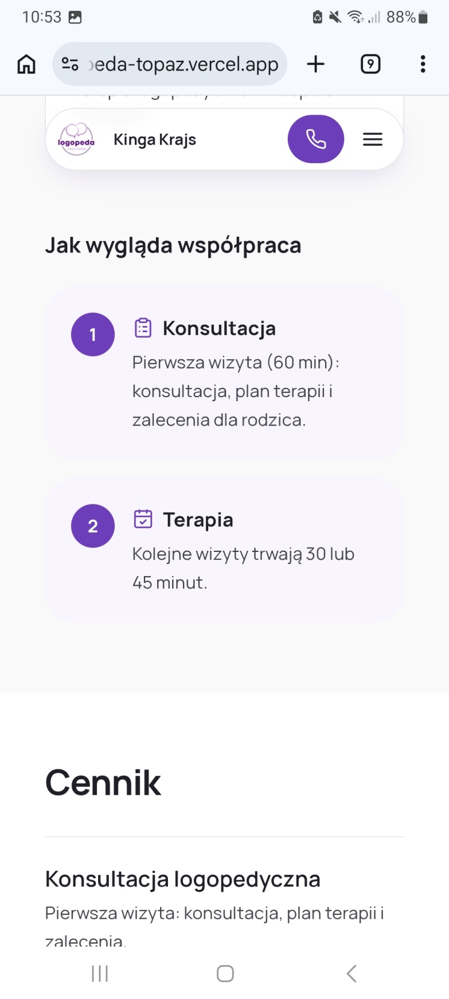 10:53
88%
eda-topaz.vercel.app
9
logopeda
Kinga Krajs
Jak wygląda współpraca
1
Konsultacja
Pierwsza wizyta (60 min):
konsultacja, plan terapii i
zalecenia dla rodzica.
2
Terapia
Kolejne wizyty trwają 30 lub
45 minut.
Cennik
Konsultacja logopedyczna
Pierwsza wizyta: konsultacja, plan terapii i
zalecenia.